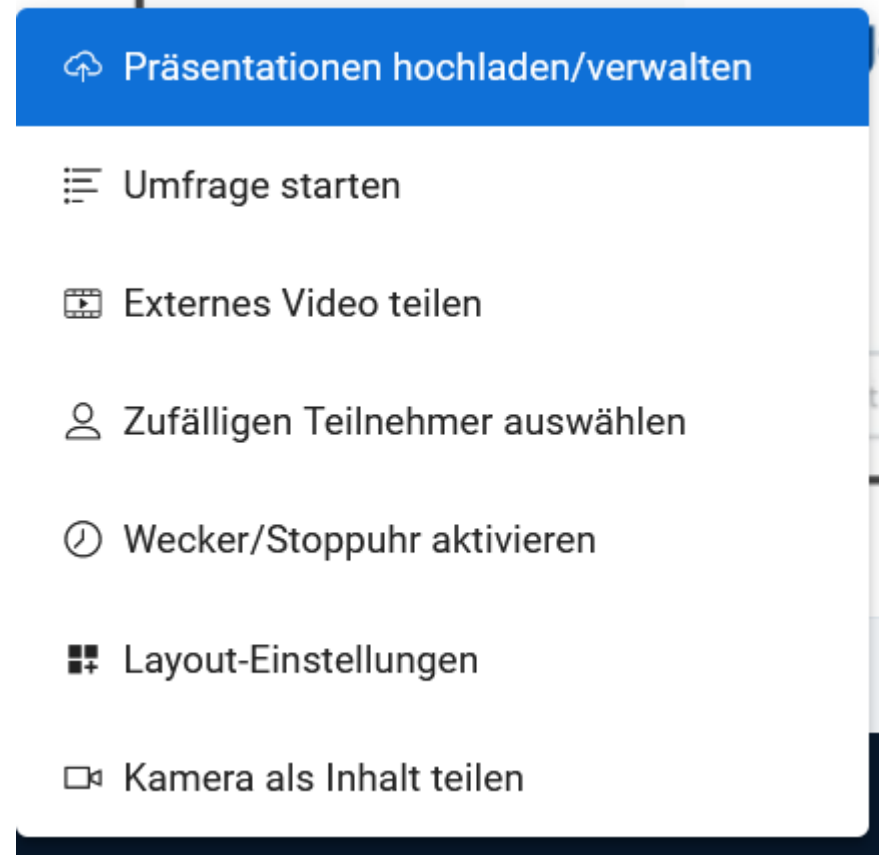 Präsentationen hochladen/verwalten
Umfrage starten
Externes Video teilen
Zufälligen Teilnehmer auswählen
Wecker/Stoppuhr aktivieren
Layout-Einstellungen
Kamera als Inhalt teilen